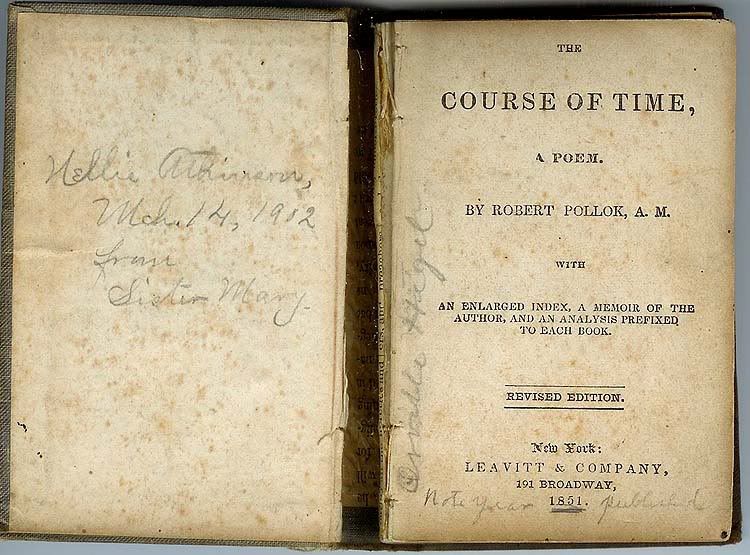 Nellie Atkinson,
Mch. 14, 1902
from
Sister Mary.
THE
COURSE OF TIME,
A POEM.
BY ROBERT POLLOK, A. M.
WITH
AN ENLARGED INDEX, A MEMOIR OF THE
AUTHOR, AND AN ANALYSIS PREFIXED
TO EACH BOOK.
REVISED EDITION.
New York:
LEAVITT & COMPANY,
191 BROADWAY,
1851.
Note year published